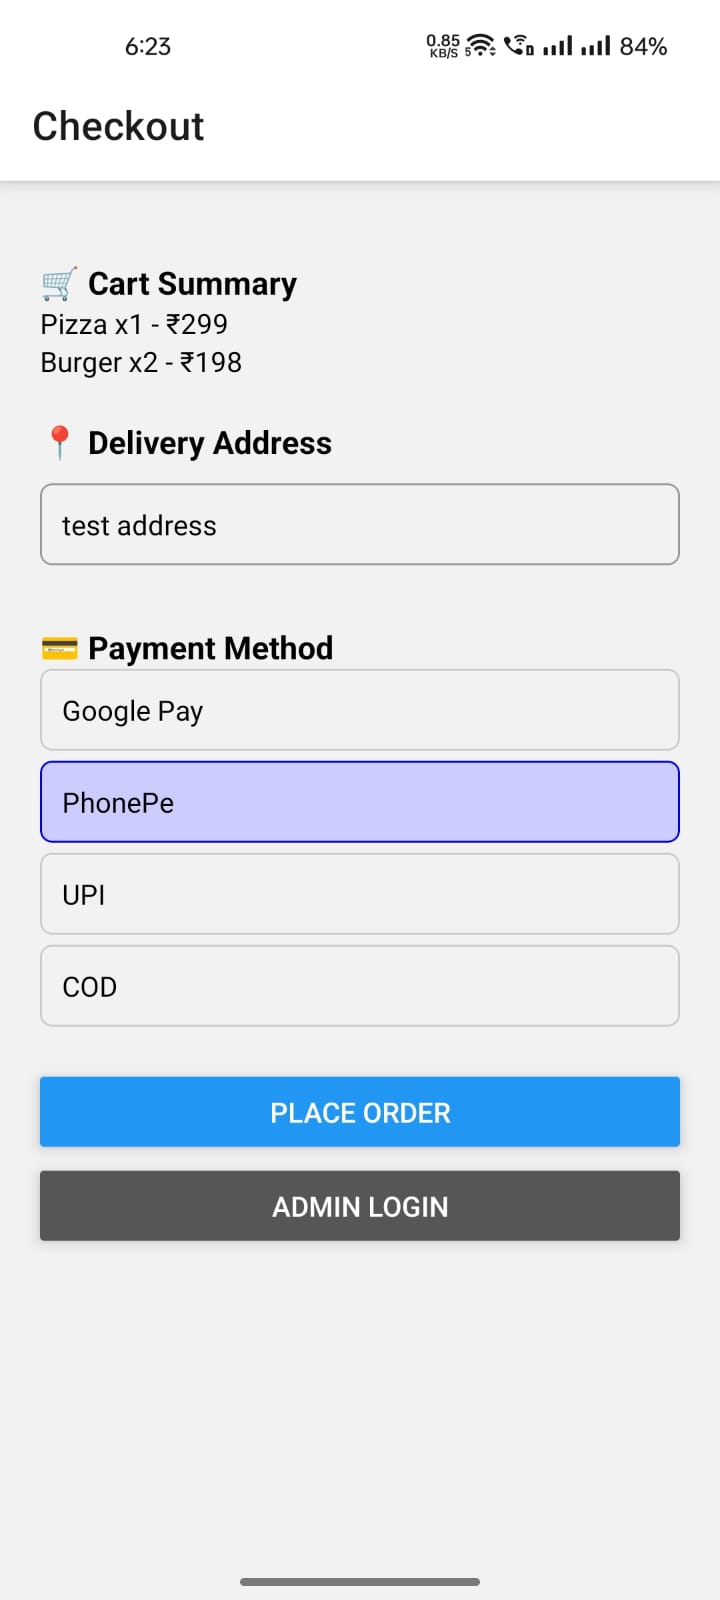 6:23
0.85 KB/S 5 84%
Checkout
Cart Summary
Pizza x1 - ₹299
Burger x2 - ₹198
Delivery Address
test address
Payment Method
Google Pay
PhonePe
UPI
COD
PLACE ORDER
ADMIN LOGIN